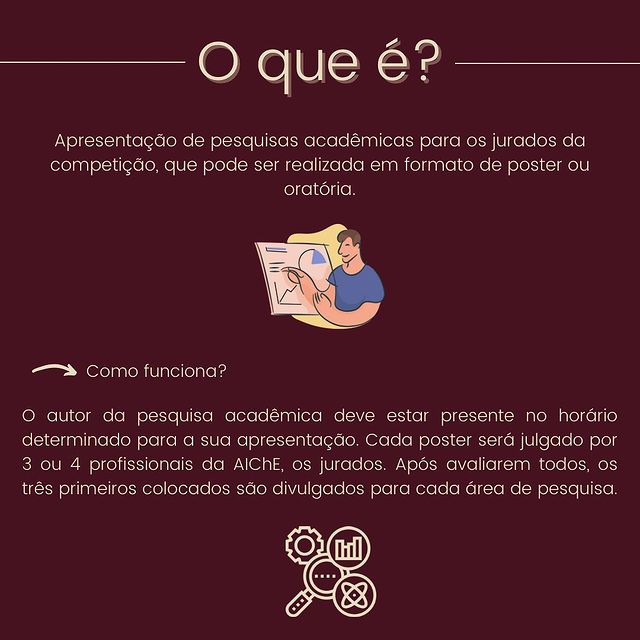 O que é?
Apresentação de pesquisas acadêmicas para os jurados da
competição, que pode ser realizada em formato de poster ou
oratória.
Como funciona?
O autor da pesquisa acadêmica deve estar presente no horário
determinado para a sua apresentação. Cada poster será julgado por
3 ou 4 profissionais da AIChE, os jurados. Após avaliarem todos, os
três primeiros colocados são divulgados para cada área de pesquisa.